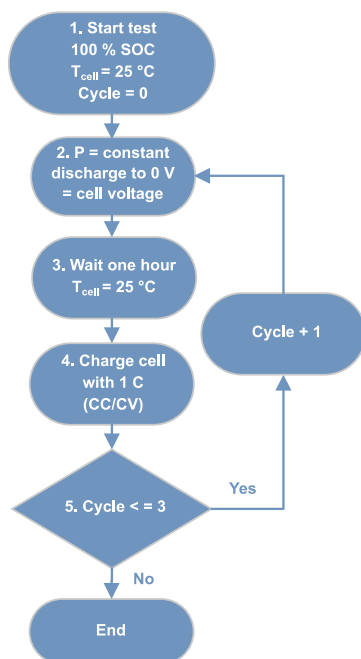 1. Start test
100 % SOC
Tcell = 25 °C
Cycle = 0
2. P = constant
discharge to 0 V
= cell voltage
3. Wait one hour
Tcell = 25 °C
Cycle + 1
4. Charge cell
with 1 C
(CC/CV)
5. Cycle < = 3
Yes
No
End